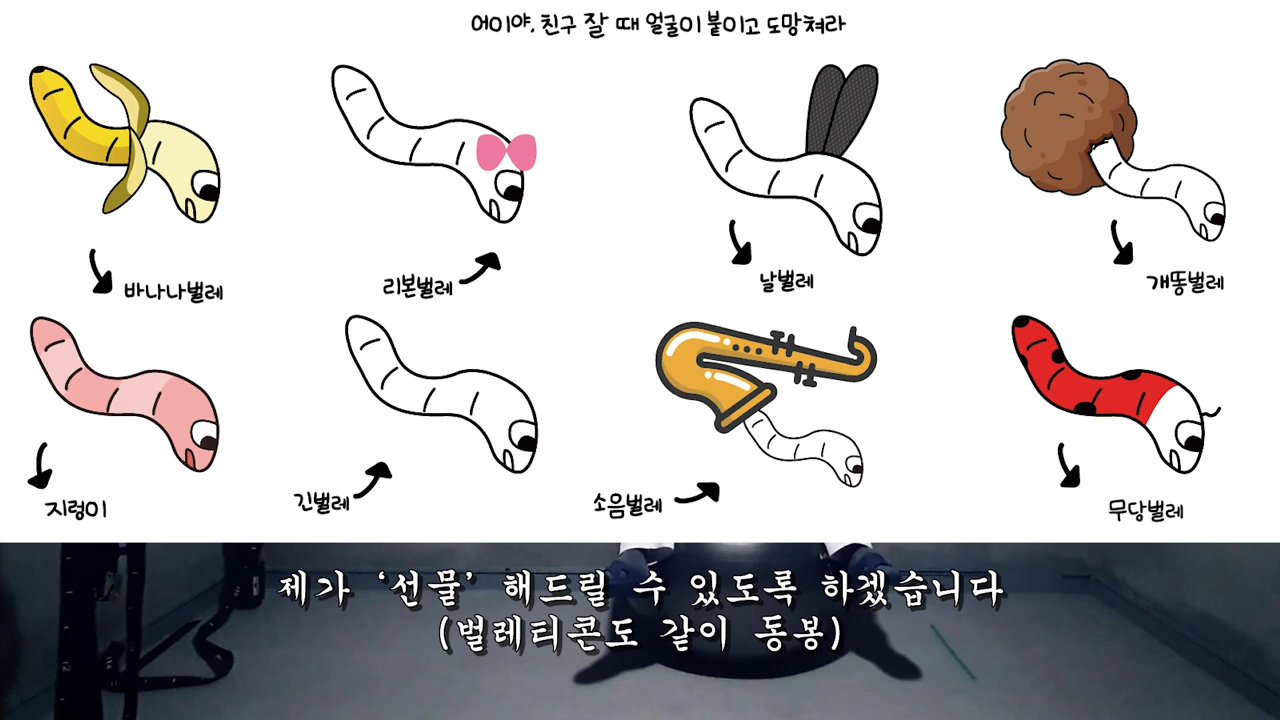 어이야. 친구 잘 때 얼굴이 붙이고 도망쳐라
바나나벌레
리본벌레
날벌레
개똥벌레
지렁이
긴벌레
소음벌레
무당벌레
제가 '선물' 해드릴 수 있도록 하겠습니다
(벌레티콘도 같이 동봉)